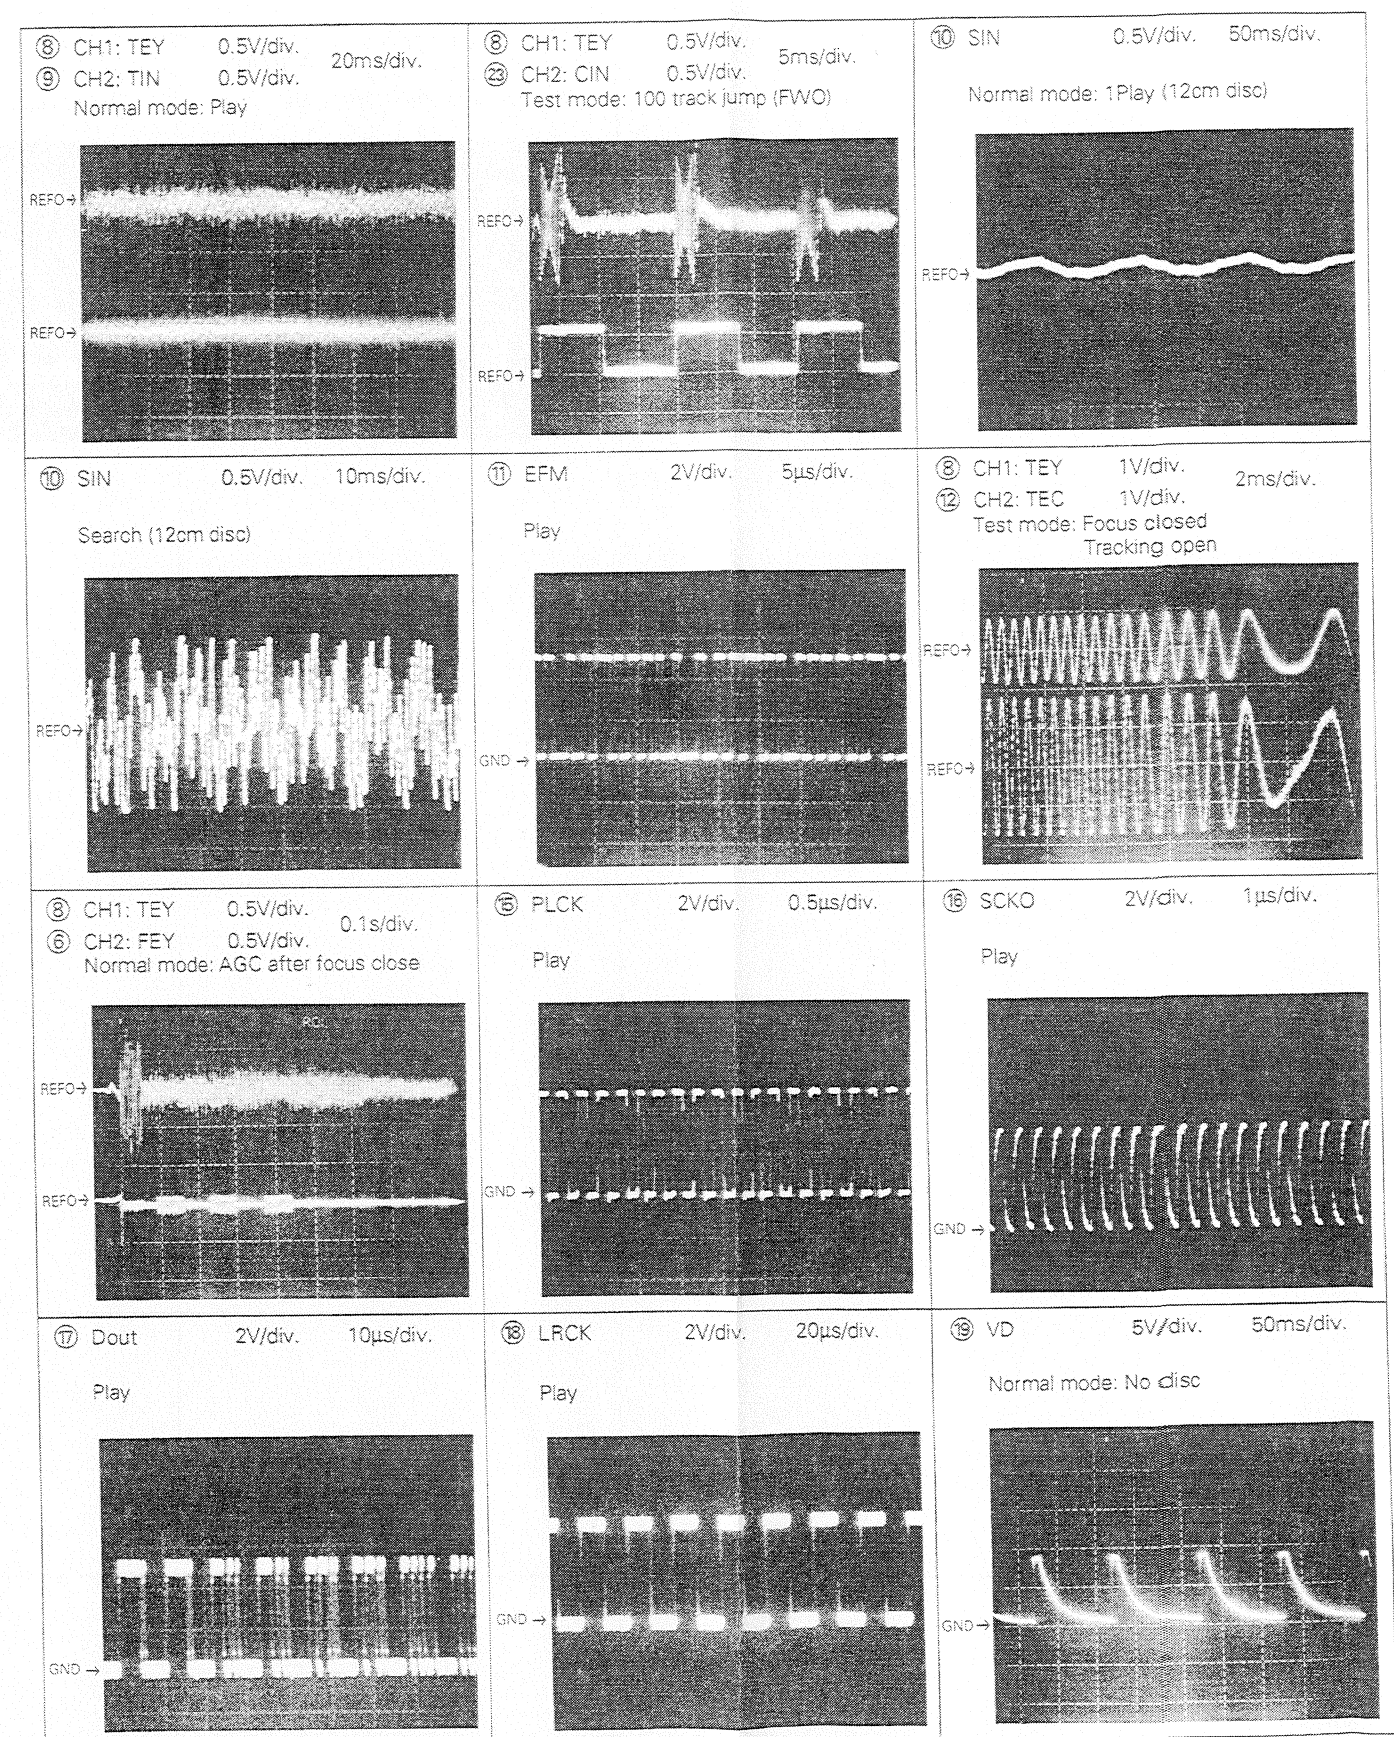 ⑧ CH1: TEY 0.5V/div. 20ms/div.
⑨ CH2: TIN 0.5V/div.
Normal mode: Play
REFO→
REFO→
⑧ CH1: TEY 0.5V/div. 5ms/div.
㉓ CH2: CIN 0.5V/div.
Test mode: 100 track jump (FWO)
REFO→
REFO→
⑩ SIN 0.5V/div. 50ms/div.
Normal mode: 1Play (12cm disc)
REFO→
⑩ SIN 0.5V/div. 10ms/div.
Search (12cm disc)
REFO→
⑪ EFM 2V/div. 5µs/div.
Play
GND →
⑧ CH1: TEY 1V/div. 2ms/div.
⑫ CH2: TEC 1V/div.
Test mode: Focus closed
Tracking open
REFO→
REFO→
⑧ CH1: TEY 0.5V/div. 0.1s/div.
⑥ CH2: FEY 0.5V/div.
Normal mode: AGC after focus close
REFO→
REFO→
⑮ PLCK 2V/div. 0.5µs/div.
Play
GND →
⑯ SCKO 2V/div. 1µs/div.
Play
GND →
⑰ Dout 2V/div. 10µs/div.
Play
GND →
⑱ LRCK 2V/div. 20µs/div.
Play
GND →
⑲ VD 5V/div. 50ms/div.
Normal mode: No disc
GND→